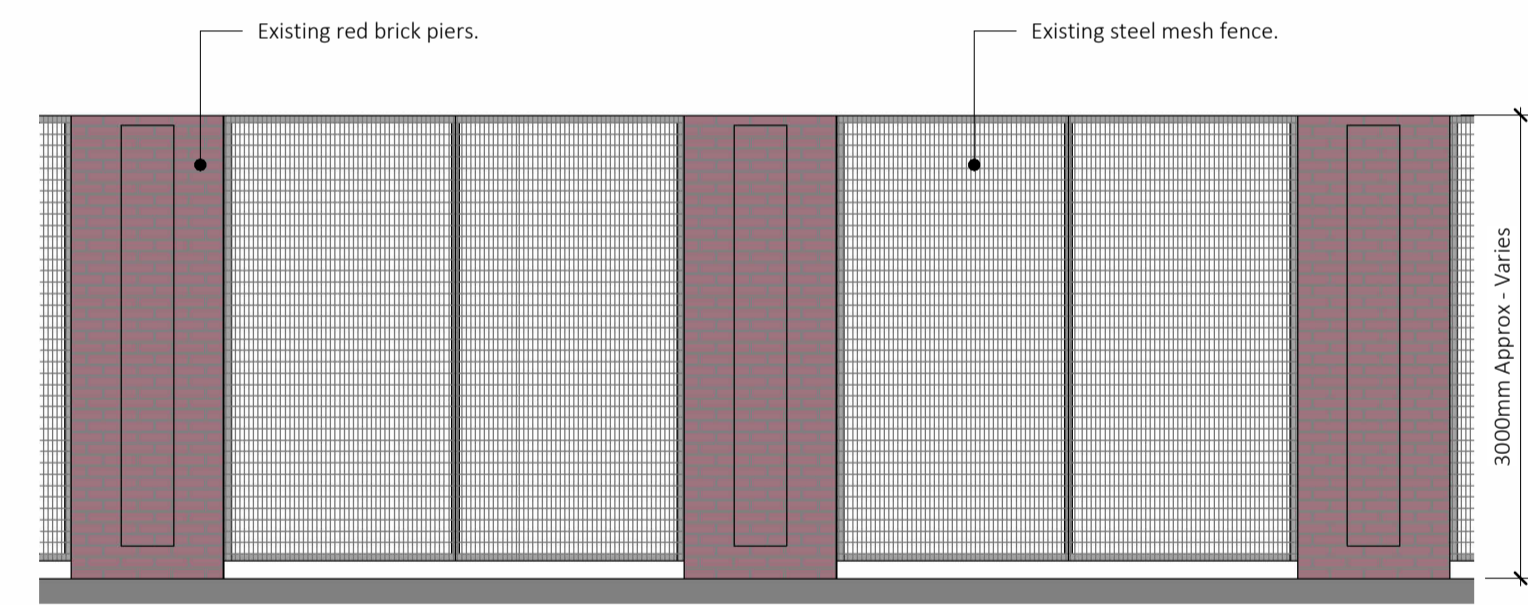 Existing red brick piers.
Existing steel mesh fence.
3000mm Approx - Varies